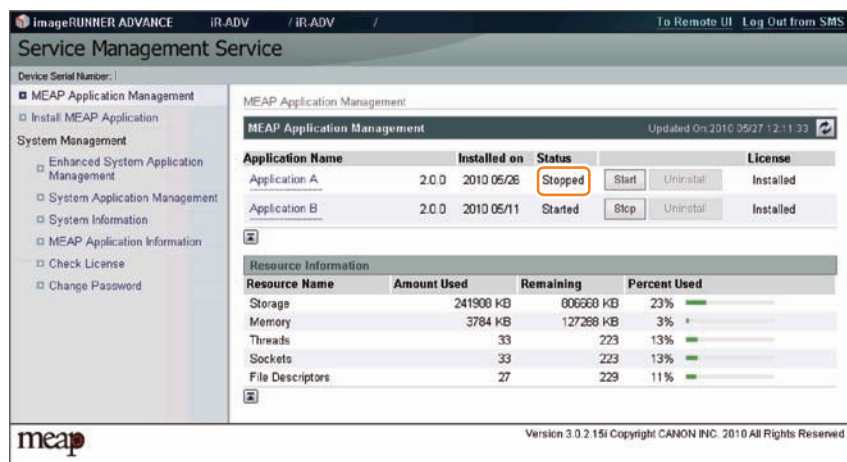 imageRUNNER ADVANCE iR-ADV / iR-ADV / To Remote UI Log Out from SMS
Service Management Service
Device Serial Number:
MEAP Application Management
Install MEAP Application
System Management
Enhanced System Application Management
System Application Management
System Information
MEAP Application Information
Check License
Change Password
MEAP Application Management
MEAP Application Management Updated On:2010 05/27 12:11:33
Application Name Installed on Status License
Application A 2.0.0 2010 05/26 Stopped Start Uninstall Installed
Application B 2.0.0 2010 05/11 Started Stop Uninstall Installed
Resource Information
Resource Name Amount Used Remaining Percent Used
Storage 241908 KB 806668 KB 23%
Memory 3784 KB 127288 KB 3%
Threads 33 223 13%
Sockets 33 223 13%
File Descriptors 27 229 11%
meap
Version 3.0.2.15i Copyright CANON INC. 2010 All Rights Reserved